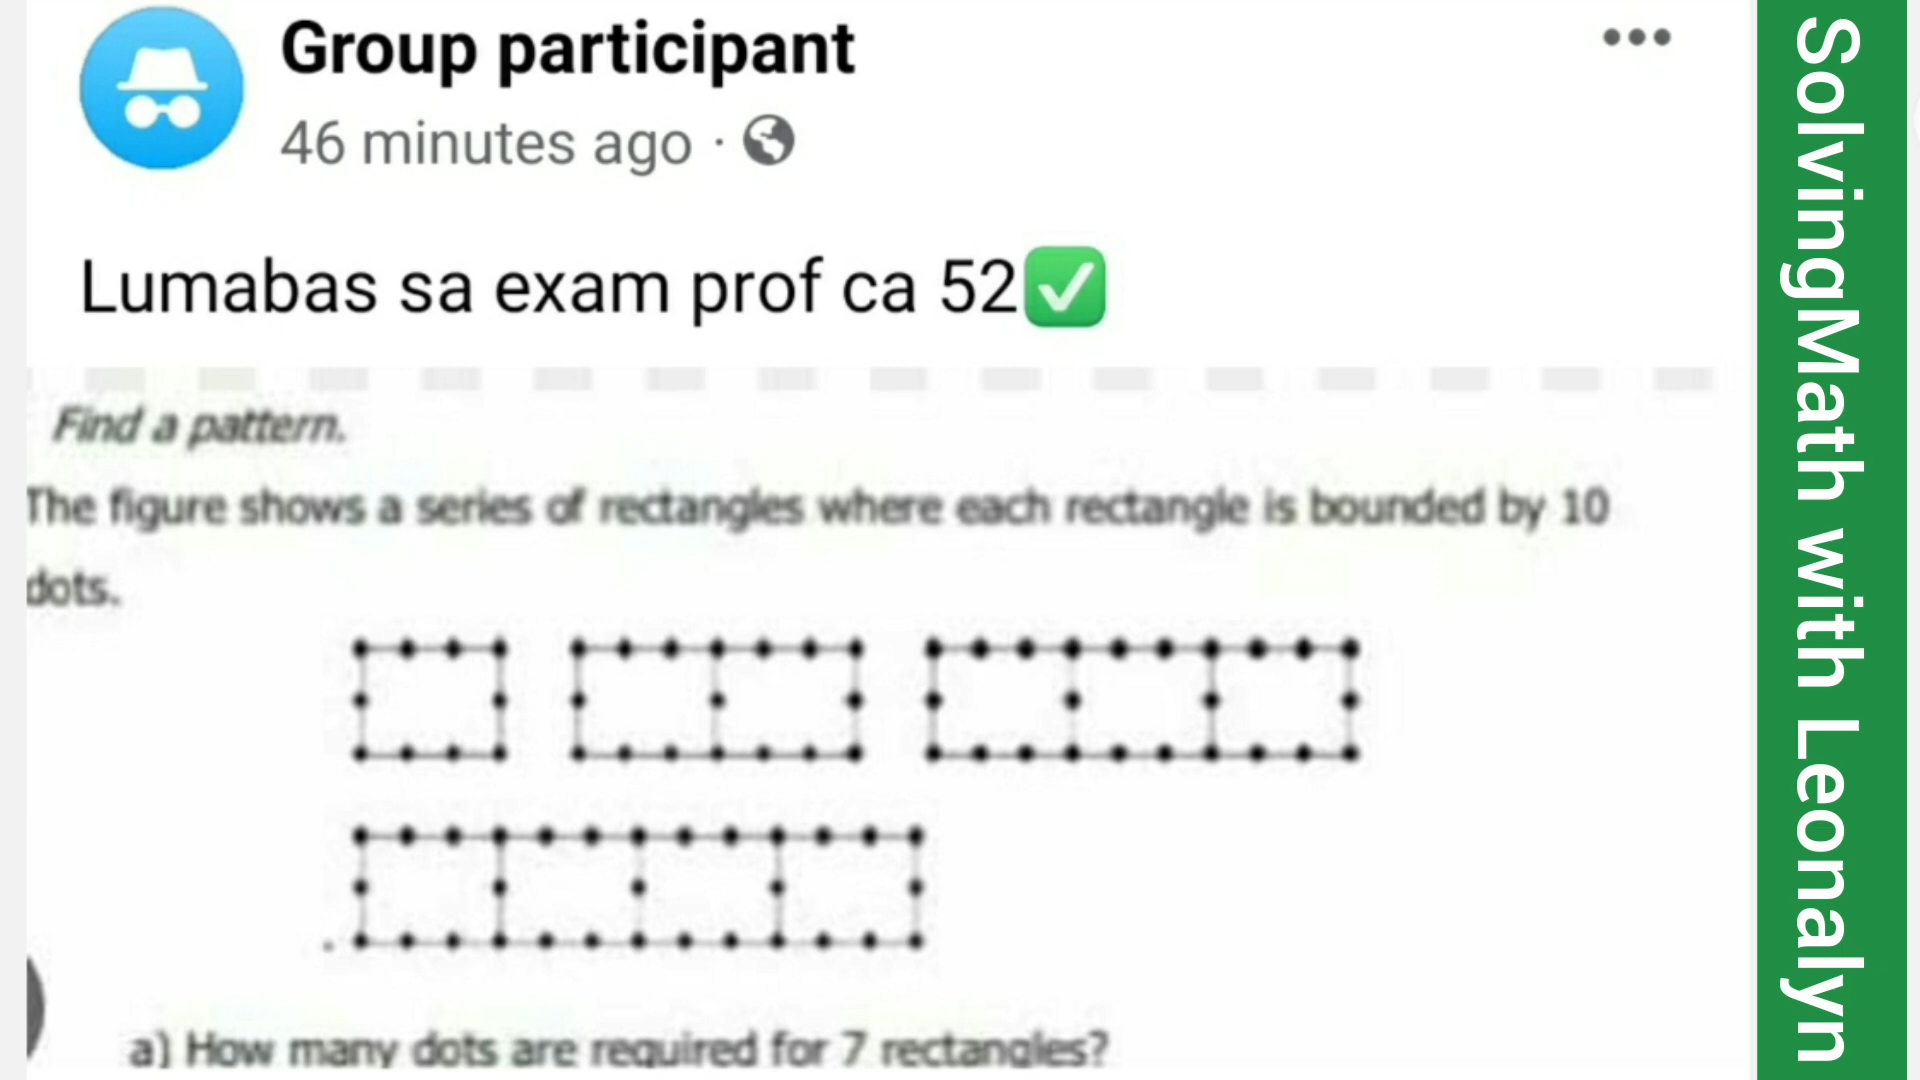 Group participant
46 minutes ago ·
Lumabas sa exam prof ca 52✅
Find a pattern.
The figure shows a series of rectangles where each rectangle is bounded by 10
dots.
a) How many dots are required for 7 rectangles?
SolvingMath with Leonalyn